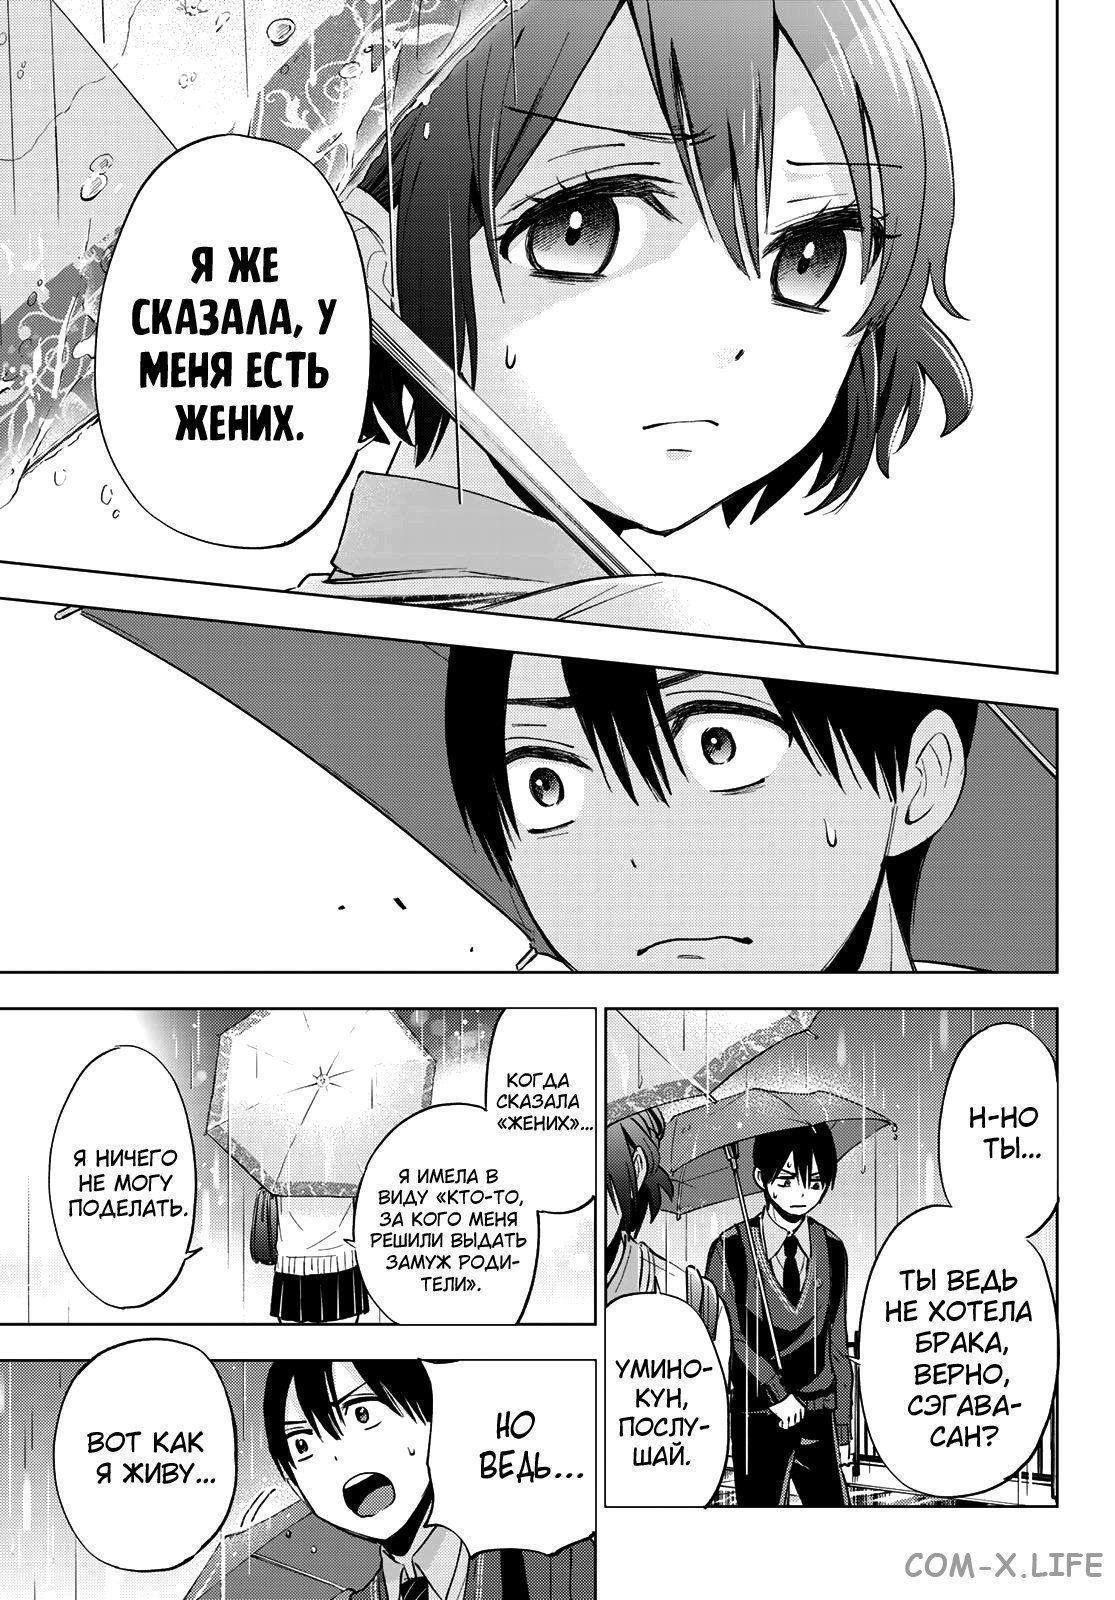 Я ЖЕ
СКАЗАЛА, У
МЕНЯ ЕСТЬ
ЖЕНИХ.
Н-НО
ТЫ...
ТЫ ВЕДЬ
НЕ ХОТЕЛА
БРАКА,
ВЕРНО,
СЭГАВА-
САН?
УМИНО-
КУН,
ПОСЛУ-
ШАЙ.
КОГДА
СКАЗАЛА
«ЖЕНИХ»...
Я ИМЕЛА В
ВИДУ «КТО-ТО,
ЗА КОГО МЕНЯ
РЕШИЛИ ВЫДАТЬ
ЗАМУЖ РОДИ-
ТЕЛИ».
Я НИЧЕГО
НЕ МОГУ
ПОДЕЛАТЬ.
НО
ВЕДЬ...
ВОТ КАК
Я ЖИВУ...
COM-X.LIFE